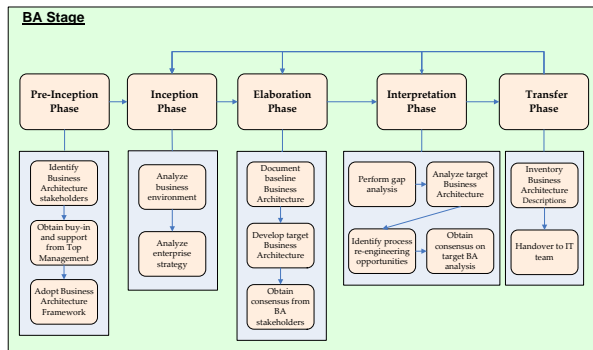 BA Stage
Pre-Inception
Phase
Inception
Phase
Elaboration
Phase
Interpretation
Phase
Transfer
Phase
Identify
Business
Architecture
stakeholders
Obtain buy-in
and support
from Top
Management
Adopt Business
Architecture
Framework
Analyze
business
environment
Analyze
enterprise
strategy
Document
baseline
Business
Architecture
Develop target
Business
Architecture
Obtain
consensus from
BA
stakeholders
Perform gap
analysis
Analyze target
Business
Architecture
Identify process
re-engineering
opportunities
Obtain
consensus on
target BA
analysis
Inventory
Business
Architecture
Descriptions
Handover to IT
team